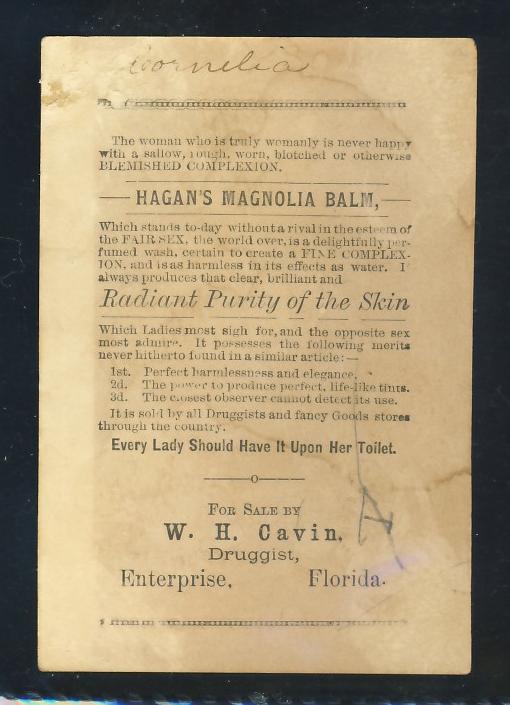 Cornelia
The woman who is truly womanly is never happy
with a sallow, rough, worn, blotched or otherwise
BLEMISHED COMPLEXION.
HAGAN'S MAGNOLIA BALM,
Which stands to-day without a rival in the esteem of
the FAIR SEX, the world over, is a delightfully per-
fumed wash, certain to create a FINE COMPLEX-
ION, and is as harmless in its effects as water. I
always produces that clear, brilliant and
Radiant Purity of the Skin
Which Ladies most sigh for, and the opposite sex
most admire. It possesses the following merits
never hitherto found in a similar article:—
1st. Perfect harmlessness and elegance.
2d. The power to produce perfect, life-like tints.
3d. The closest observer cannot detect its use.
It is sold by all Druggists and fancy Goods stores
through the country.
Every Lady Should Have It Upon Her Toilet.
o
FOR SALE BY
W. H. Cavin.
Druggist,
Enterprise, Florida.